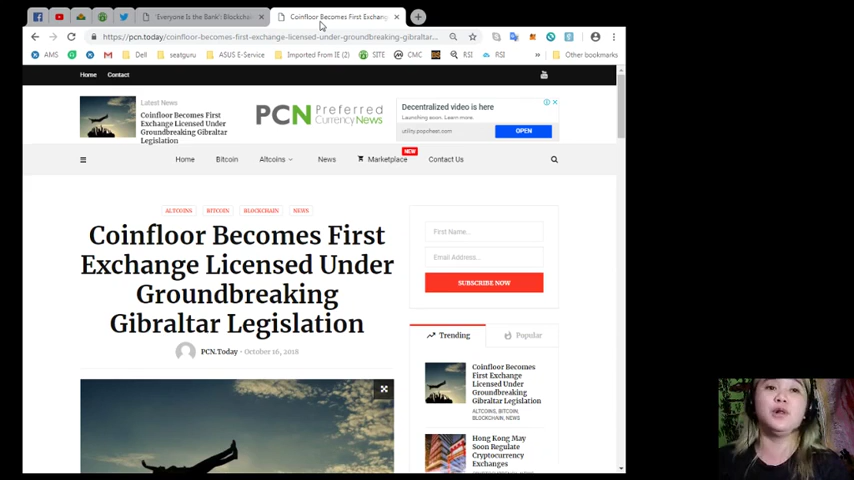 'Everyone Is the Bank': Blockchain
Coinfloor Becomes First Exchang
https://pcn.today/coinfloor-becomes-first-exchange-licensed-under-groundbreaking-gibraltar...
AMS
Dell
seatguru
ASUS E-Service
Imported From IE (2)
SITE
CMC
RSI
RSI
Other bookmarks
Home
Contact
Latest News
Coinfloor Becomes First
Exchange Licensed Under
Groundbreaking Gibraltar
Legislation
PCN Preferred
Currency News
Decentralized video is here
Launching soon. Learn more.
utility.popchest.com
OPEN
Home
Bitcoin
Altcoins
News
Marketplace
NEW
Contact Us
ALTCOINS
BITCOIN
BLOCKCHAIN
NEWS
Coinfloor Becomes First
Exchange Licensed Under
Groundbreaking
Gibraltar Legislation
PCN.Today - October 16, 2018
First Name...
Email Address...
SUBSCRIBE NOW
Trending
Popular
Coinfloor Becomes
First Exchange
Licensed Under
Groundbreaking
Gibraltar Legislation
ALTCOINS, BITCOIN,
BLOCKCHAIN, NEWS
Hong Kong May
Soon Regulate
Cryptocurrency
Exchanges